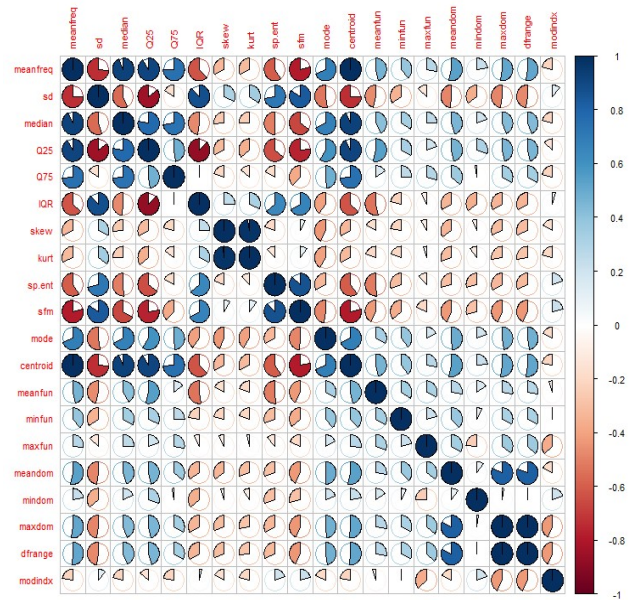 meanfreq sd median Q25 Q75 IQR skew kurt sp.ent sfm mode centroid meanfun minfun maxfun meandom mindom maxdom dfrange modindx
meanfreq
sd
median
Q25
Q75
IQR
skew
kurt
sp.ent
sfm
mode
centroid
meanfun
minfun
maxfun
meandom
mindom
maxdom
dfrange
modindx
1
0.8
0.6
0.4
0.2
0
-0.2
-0.4
-0.6
-0.8
-1